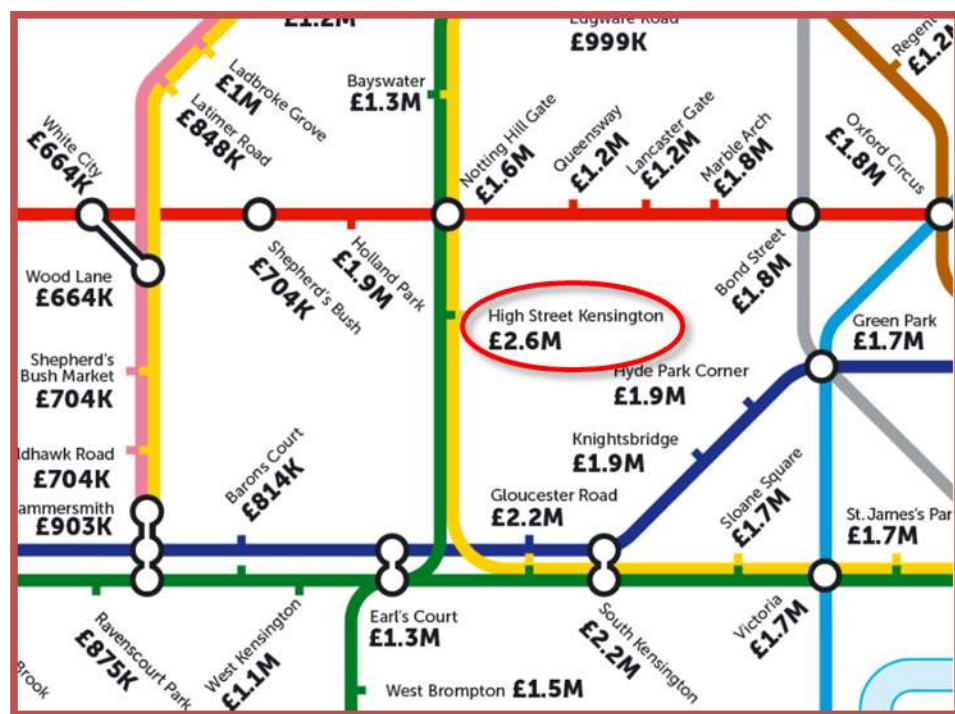 £1.2M
Edgware Road
£999K
Regent
£1.2M
Ladbroke Grove
£1M
Latimer Road
£848K
White City
£664K
Bayswater
£1.3M
Notting Hill Gate
£1.6M
Queensway
£1.2M
Lancaster Gate
£1.2M
Marble Arch
£1.8M
Oxford Circus
£1.8M
Wood Lane
£664K
Shepherd's Bush
£704K
Holland Park
£1.9M
High Street Kensington
£2.6M
Bond Street
£1.8M
Green Park
£1.7M
Shepherd's
Bush Market
£704K
Hyde Park Corner
£1.9M
ldhawk Road
£704K
Barons Court
£814K
Knightsbridge
£1.9M
ammersmith
£903K
Gloucester Road
£2.2M
Sloane Square
£1.7M
St. James's Par
£1.7M
Ravenscourt Park
£875K
West Kensington
£1.1M
Earl's Court
£1.3M
South Kensington
£2.2M
Victoria
£1.7M
Brook
West Brompton £1.5M